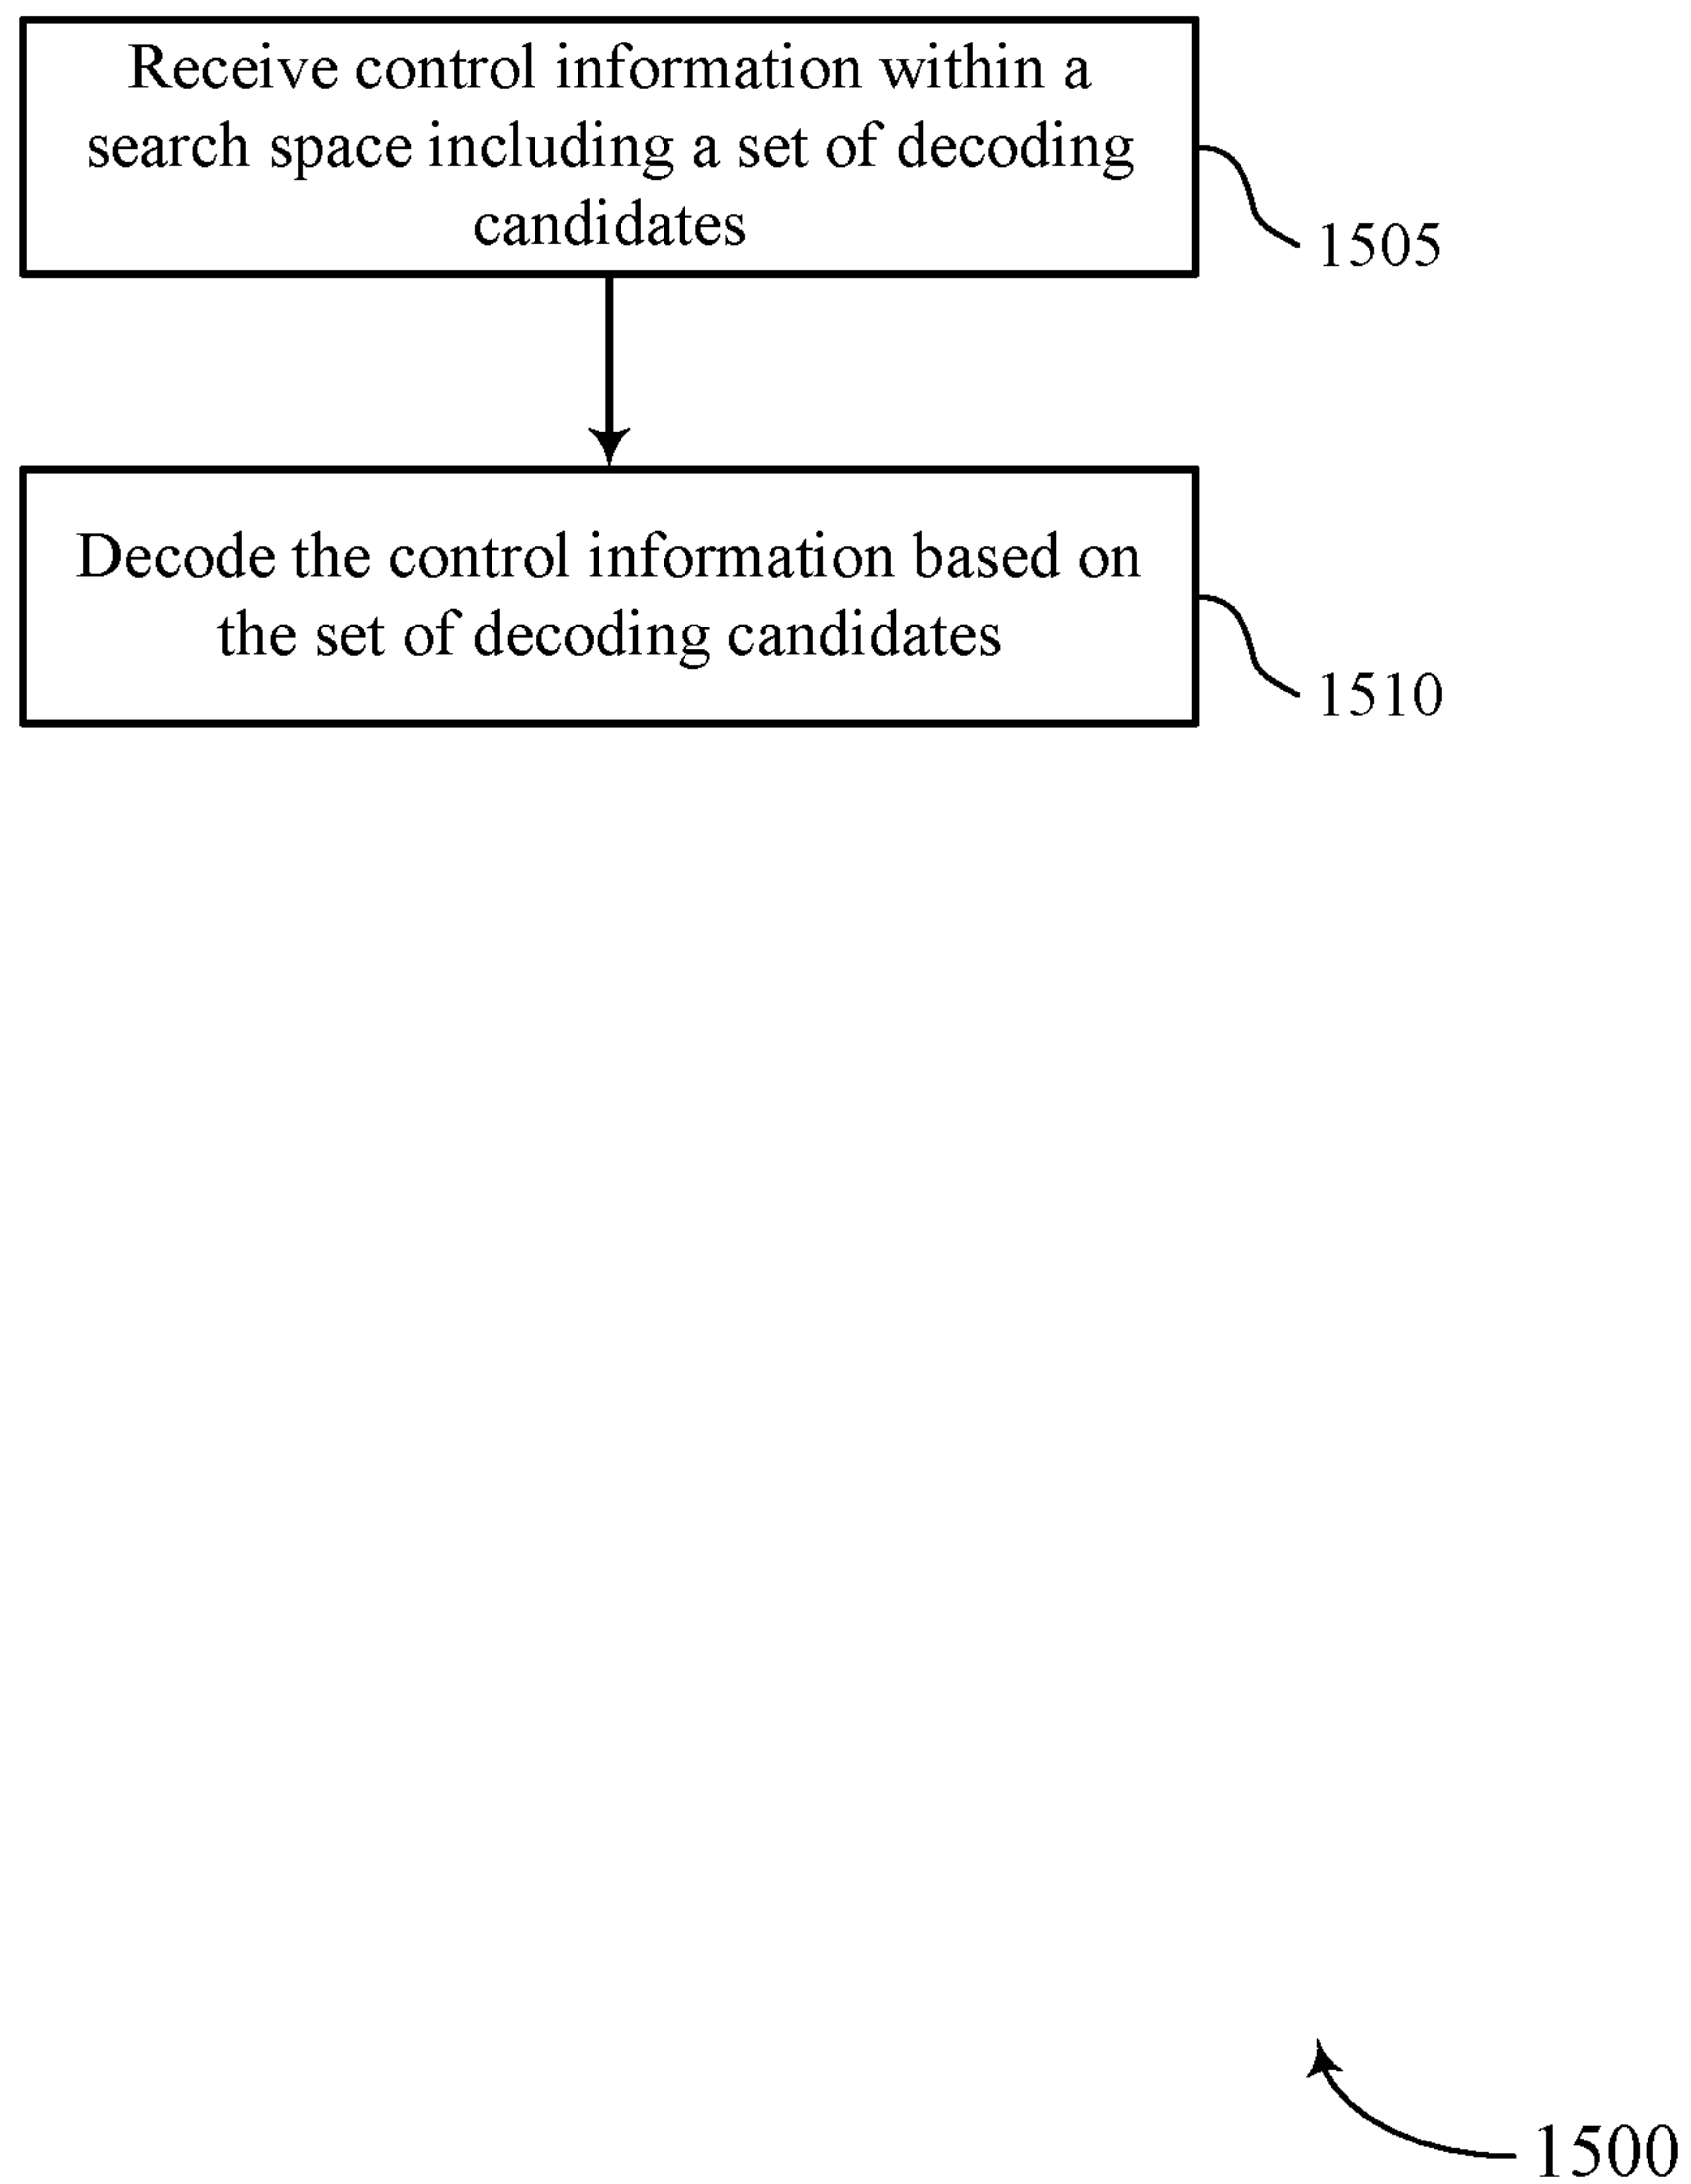 Receive control information within a
search space including a set of decoding
candidates
1505
Decode the control information based on
the set of decoding candidates
1510
1500